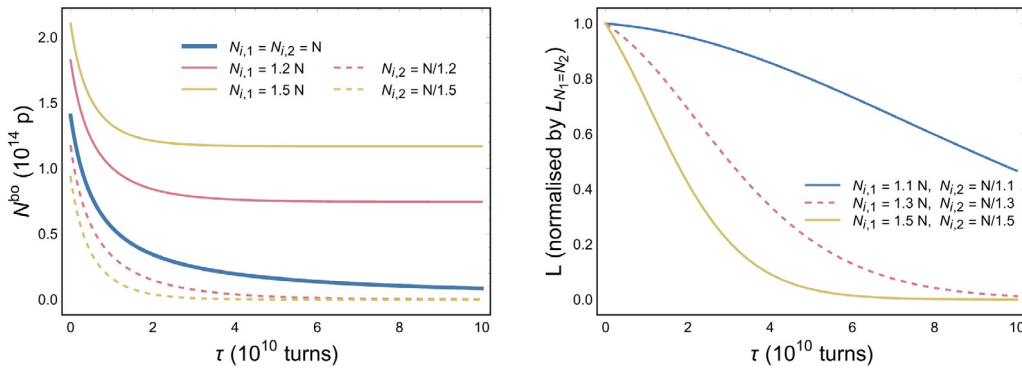 2.0
1.5
1.0
0.5
0.0
N^bo (10^14 p)
N_i,1 = N_i,2 = N
N_i,1 = 1.2 N
N_i,2 = N/1.2
N_i,1 = 1.5 N
N_i,2 = N/1.5
0 2 4 6 8 10
τ (10^10 turns)
1.0
0.8
0.6
0.4
0.2
0.0
L (normalised by L_N₁=N₂)
N_i,1 = 1.1 N, N_i,2 = N/1.1
N_i,1 = 1.3 N, N_i,2 = N/1.3
N_i,1 = 1.5 N, N_i,2 = N/1.5
0 2 4 6 8 10
τ (10^10 turns)